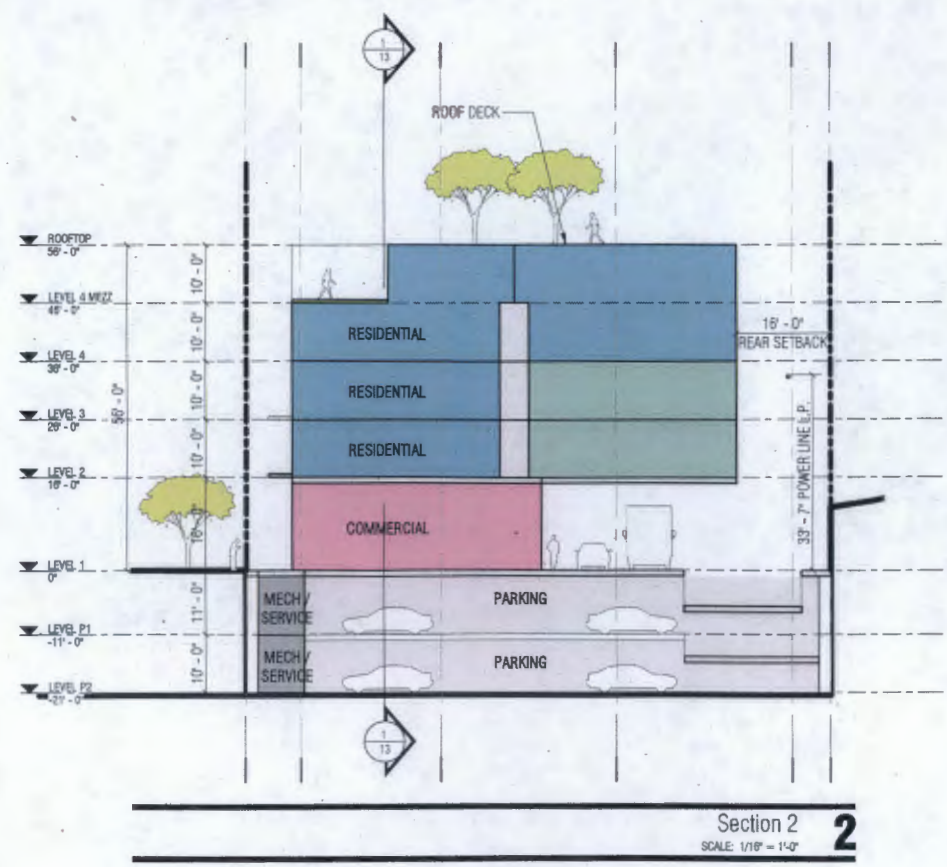 1
13
ROOF DECK
ROOFTOP
56' - 0"
10' - 0"
LEVEL 4 MEZZ
46' - 0"
RESIDENTIAL
10' - 0"
16' - 0"
REAR SETBACK
LEVEL 4
36' - 0"
56' - 0"
10' - 0"
RESIDENTIAL
LEVEL 3
26' - 0"
10' - 0"
RESIDENTIAL
33' - 7" POWER LINE L.P.
LEVEL 2
16' - 0"
16' - 0"
COMMERCIAL
LEVEL 1
0"
11' - 0"
MECH /
SERVICE
PARKING
LEVEL P1
-11' - 0"
10' - 0"
MECH /
SERVICE
PARKING
LEVEL P2
-21' - 0"
1
13
Section 2
2
SCALE: 1/16" = 1'-0"